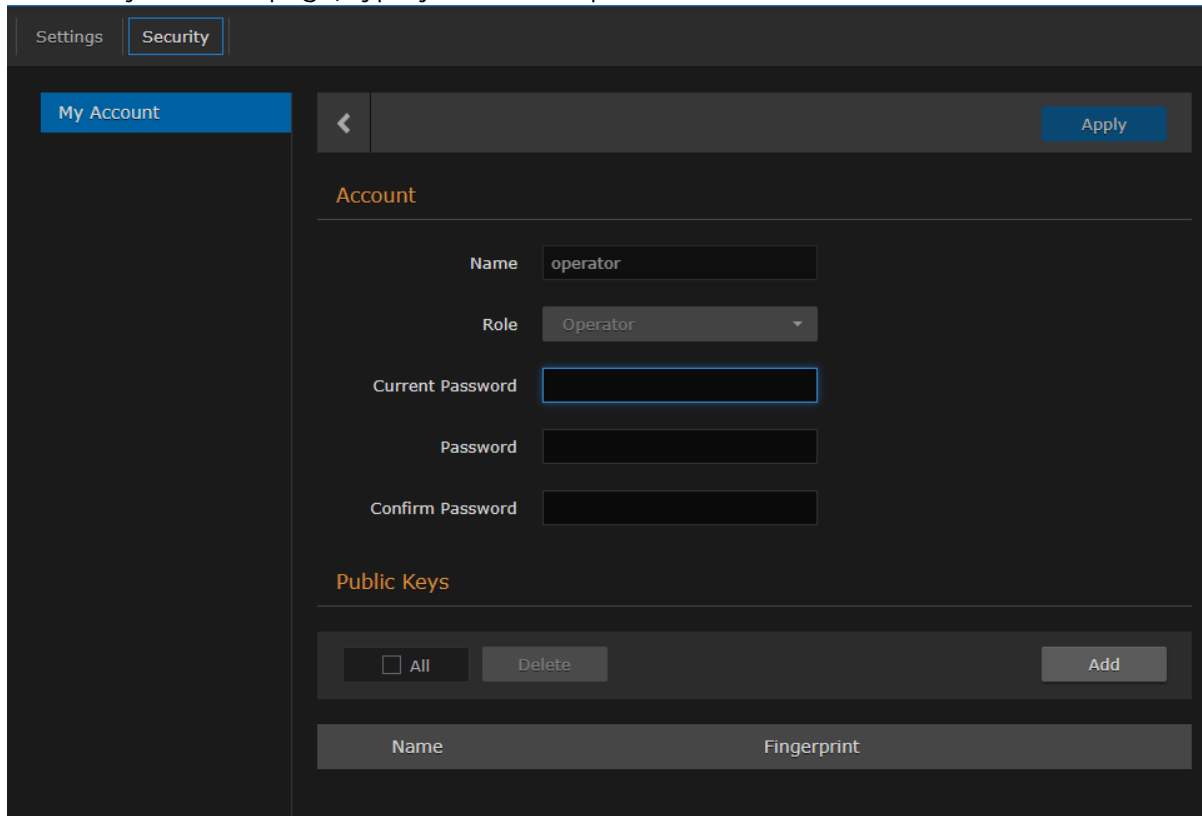 Settings
Security
My Account
Apply
Account
Name operator
Role Operator
Current Password
Password
Confirm Password
Public Keys
All Delete Add
Name Fingerprint